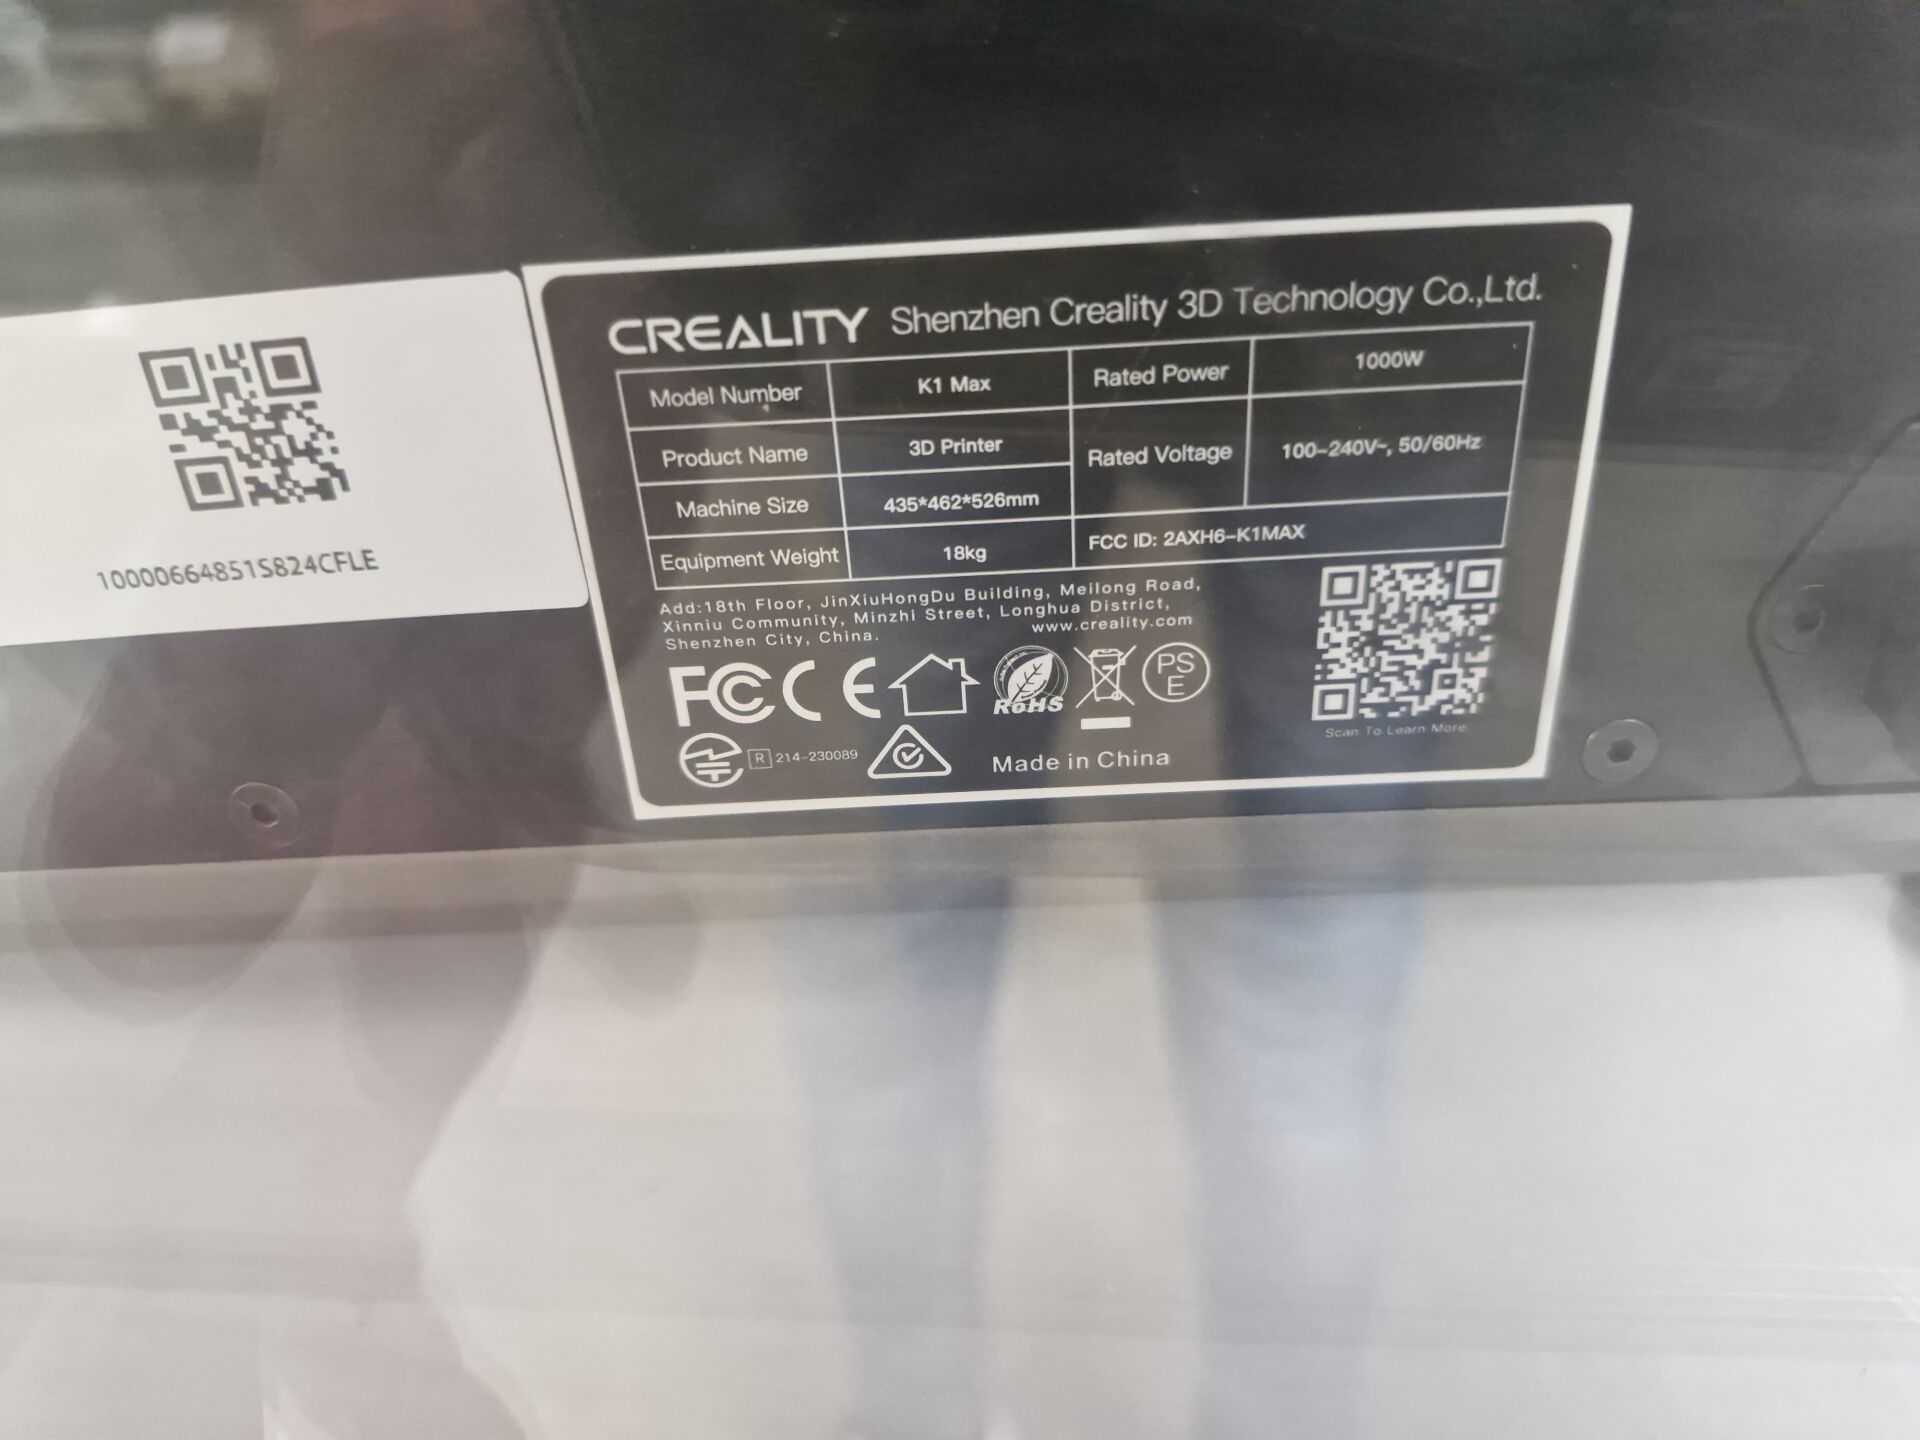 10000664851S824CFLE
CREALITY Shenzhen Creality 3D Technology Co.,Ltd.
Model Number K1 Max Rated Power 1000W
Product Name 3D Printer Rated Voltage 100-240V~, 50/60Hz
Machine Size 435*462*526mm
Equipment Weight 18kg FCC ID: 2AXH6-K1MAX
Add:18th Floor, JinXiuHongDu Building, Meilong Road,
Xinniu Community, Minzhi Street, Longhua District,
Shenzhen City, China. www.creality.com
FC CE RoHS PS E
R 214-230089 Made in China
Scan To Learn More